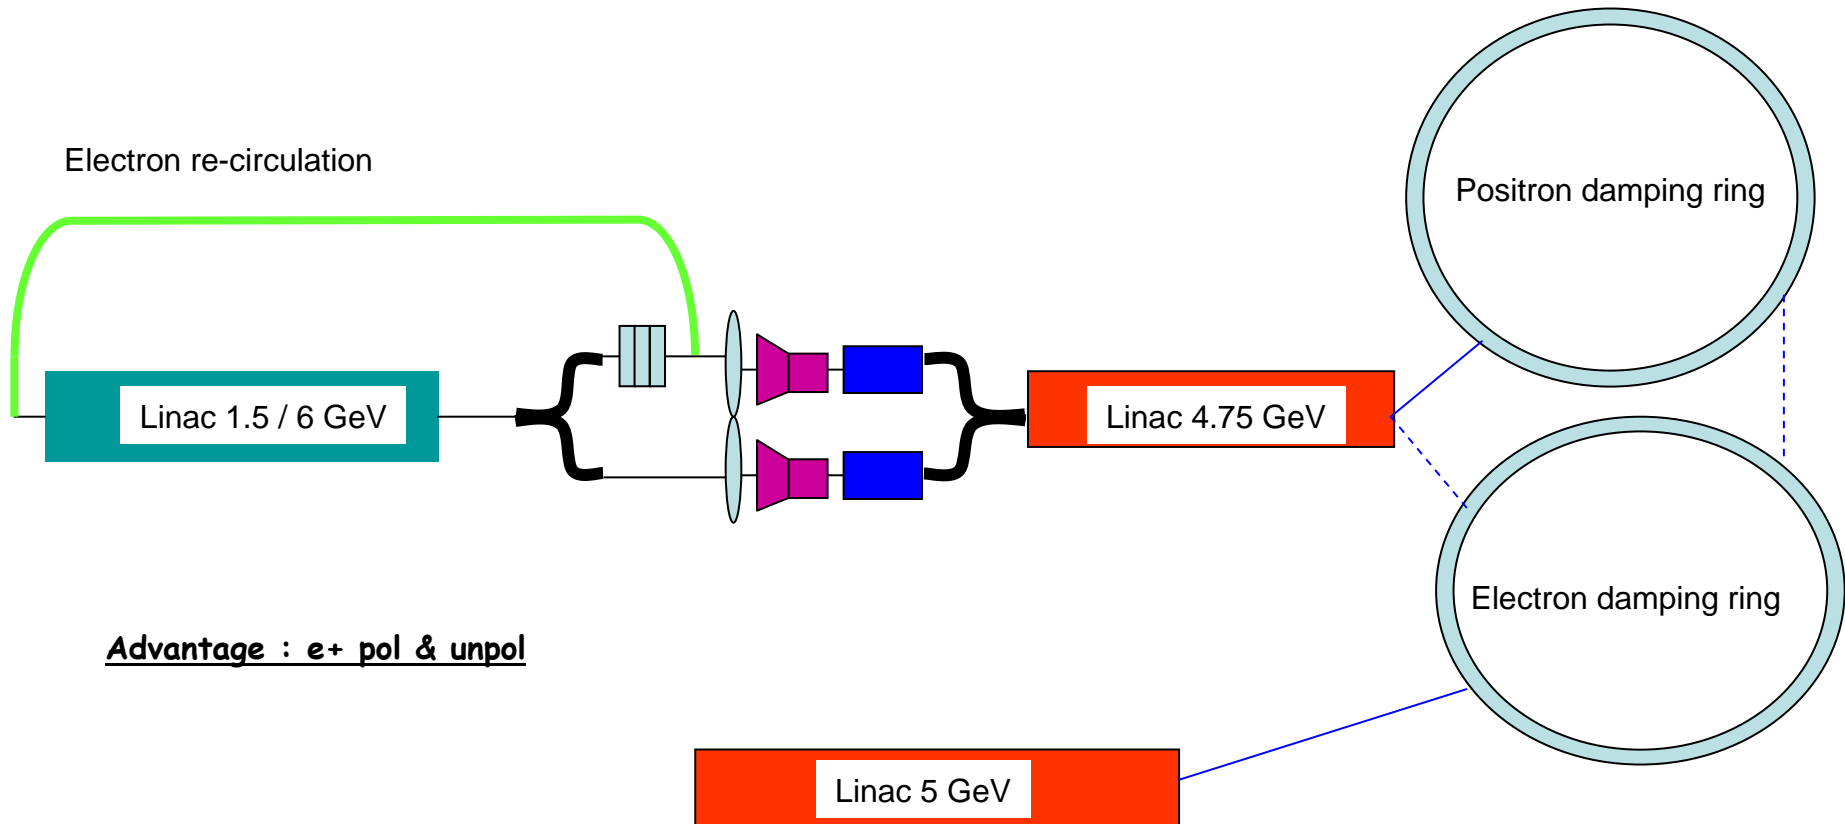 Electron re-circulation
Positron damping ring
Linac 1.5 / 6 GeV
Linac 4.75 GeV
Electron damping ring
Advantage : e+ pol & unpol
Linac 5 GeV